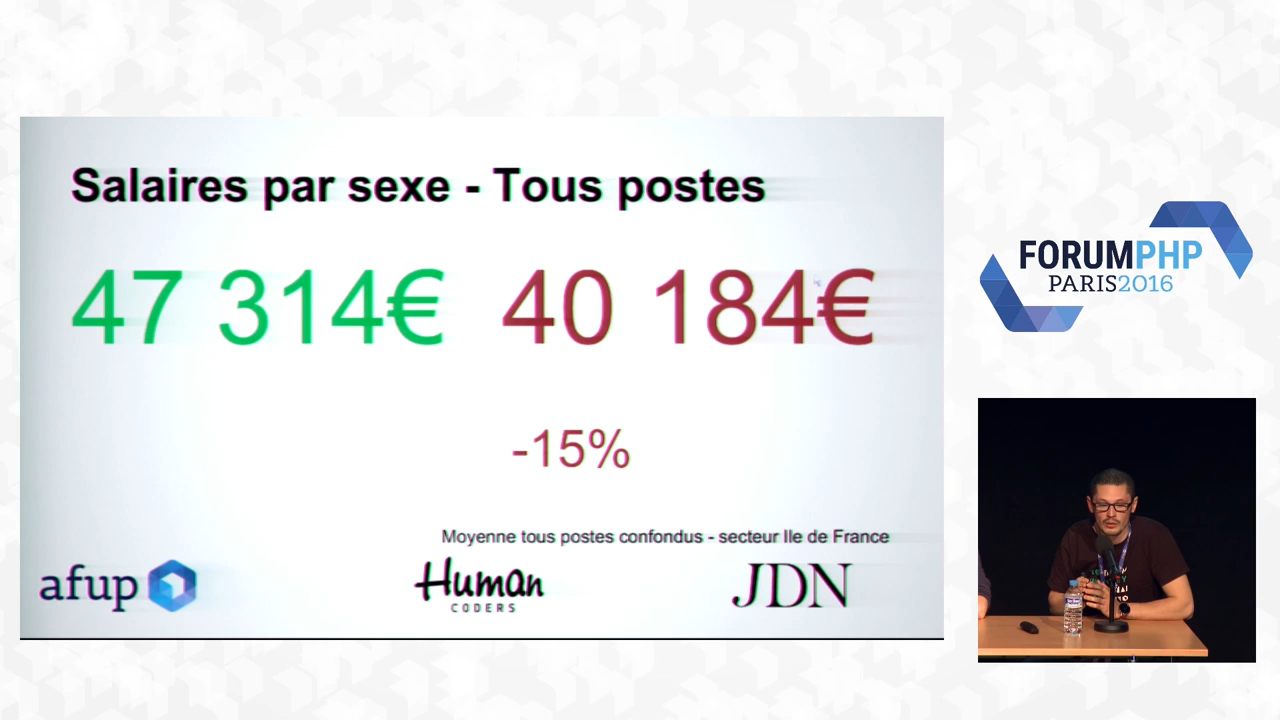 Salaires par sexe - Tous postes
47 314€ 40 184€
-15%
Moyenne tous postes confondus - secteur Ile de France
afup
Human
CODERS
JDN
FORUMPHP
PARIS2016